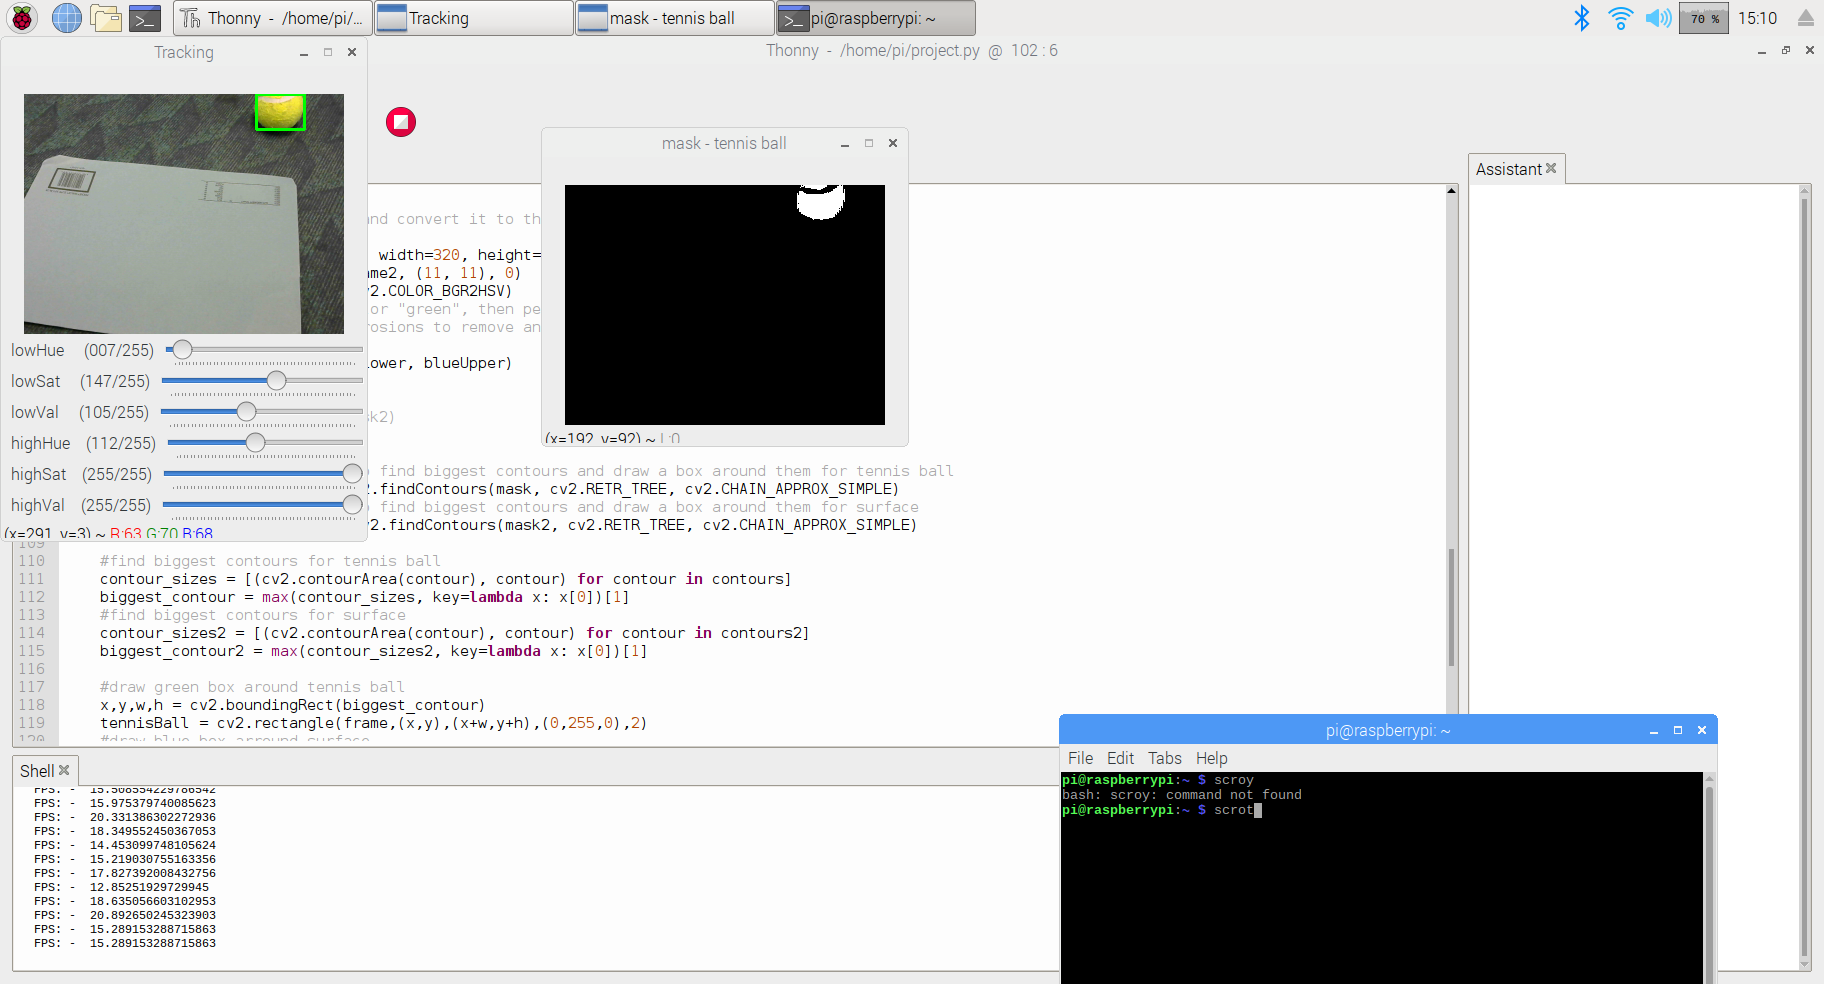 Thonny - /home/pi/...
Tracking
mask - tennis ball
pi@raspberrypi: ~
70 %
15:10
Tracking
Thonny - /home/pi/project.py @ 102 : 6
mask - tennis ball
Assistant
lowHue (007/255)
lowSat (147/255)
lowVal (105/255)
highHue (112/255)
highSat (255/255)
highVal (255/255)
(x=291, y=3) ~ R:63 G:70 B:68
(x=192, y=92) ~ L:0
nd convert it to th
width=320, height=
me2, (11, 11), 0)
v2.COLOR_BGR2HSV)
or "green", then pe
osions to remove an
ower, blueUpper)
sk2)
find biggest contours and draw a box around them for tennis ball
2.findContours(mask, cv2.RETR_TREE, cv2.CHAIN_APPROX_SIMPLE)
find biggest contours and draw a box around them for surface
v2.findContours(mask2, cv2.RETR_TREE, cv2.CHAIN_APPROX_SIMPLE)
109
110 #find biggest contours for tennis ball
111 contour_sizes = [(cv2.contourArea(contour), contour) for contour in contours]
112 biggest_contour = max(contour_sizes, key=lambda x: x[0])[1]
113 #find biggest contours for surface
114 contour_sizes2 = [(cv2.contourArea(contour), contour) for contour in contours2]
115 biggest_contour2 = max(contour_sizes2, key=lambda x: x[0])[1]
116
117 #draw green box around tennis ball
118 x,y,w,h = cv2.boundingRect(biggest_contour)
119 tennisBall = cv2.rectangle(frame,(x,y),(x+w,y+h),(0,255,0),2)
120 #draw blue box around surface
Shell
FPS: - 15.508554229786542
FPS: - 15.975379740085623
FPS: - 20.331386302272936
FPS: - 18.349552450367053
FPS: - 14.453099748105624
FPS: - 15.219030755163356
FPS: - 17.827392008432756
FPS: - 12.85251929729945
FPS: - 18.635056603102953
FPS: - 20.892650245323903
FPS: - 15.289153288715863
FPS: - 15.289153288715863
pi@raspberrypi: ~
File Edit Tabs Help
pi@raspberrypi:~ $ scroy
bash: scroy: command not found
pi@raspberrypi:~ $ scrot